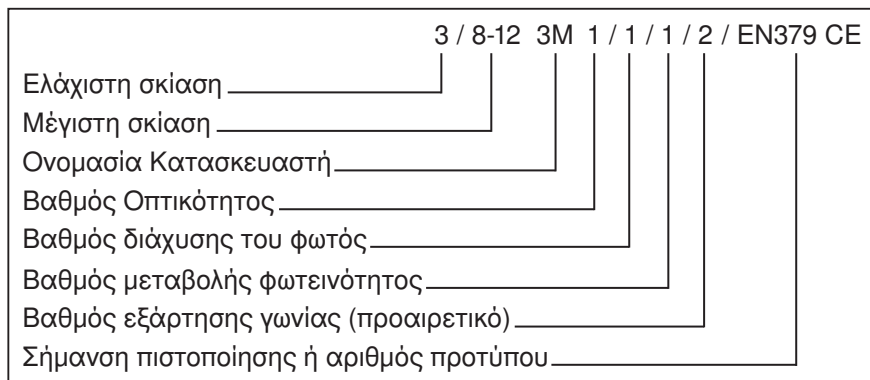 3 / 8-12 3M 1 / 1 / 1 / 2 / EN379 CE
Ελάχιστη σκίαση
Μέγιστη σκίαση
Ονομασία Κατασκευαστή
Βαθμός Οπτικότητος
Βαθμός διάχυσης του φωτός
Βαθμός μεταβολής φωτεινότητος
Βαθμός εξάρτησης γωνίας (προαιρετικό)
Σήμανση πιστοποίησης ή αριθμός προτύπου